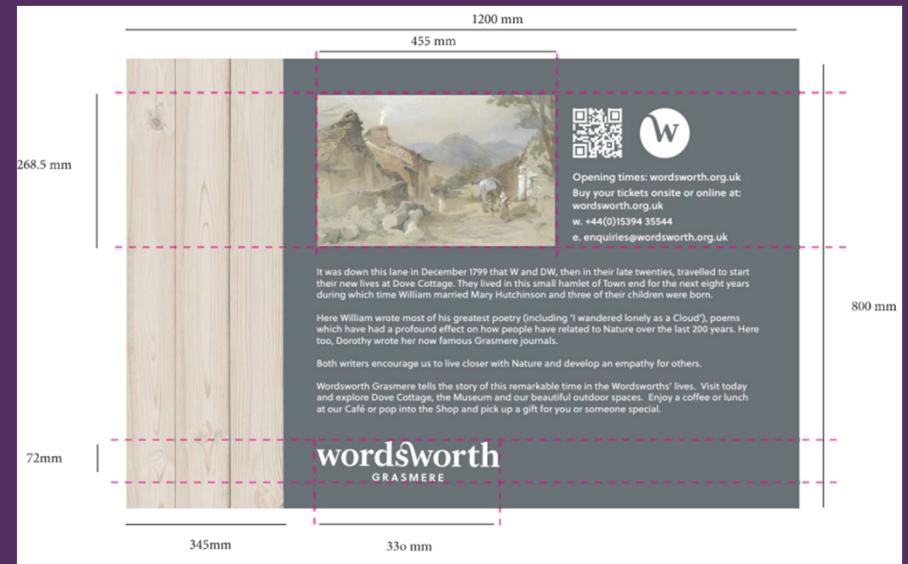 1200 mm
455 mm
268.5 mm
W
Opening times: wordsworth.org.uk
Buy your tickets onsite or online at:
wordsworth.org.uk
w. +44(0)15394 35544
e. enquiries@wordsworth.org.uk
It was down this lane in December 1799 that W and DW, then in their late twenties, travelled to start
their new lives at Dove Cottage. They lived in this small hamlet of Town end for the next eight years
during which time William married Mary Hutchinson and three of their children were born.
800 mm
Here William wrote most of his greatest poetry (including ‘I wandered lonely as a Cloud’), poems
which have had a profound effect on how people have related to Nature over the last 200 years. Here
too, Dorothy wrote her now famous Grasmere journals.
Both writers encourage us to live closer with Nature and develop an empathy for others.
Wordsworth Grasmere tells the story of this remarkable time in the Wordsworths’ lives.  Visit today
and explore Dove Cottage, the Museum and our beautiful outdoor spaces.  Enjoy a coffee or lunch
at our Café or pop into the Shop and pick up a gift for you or someone special.
72mm
wordsworth
GRASMERE
345mm
33o mm